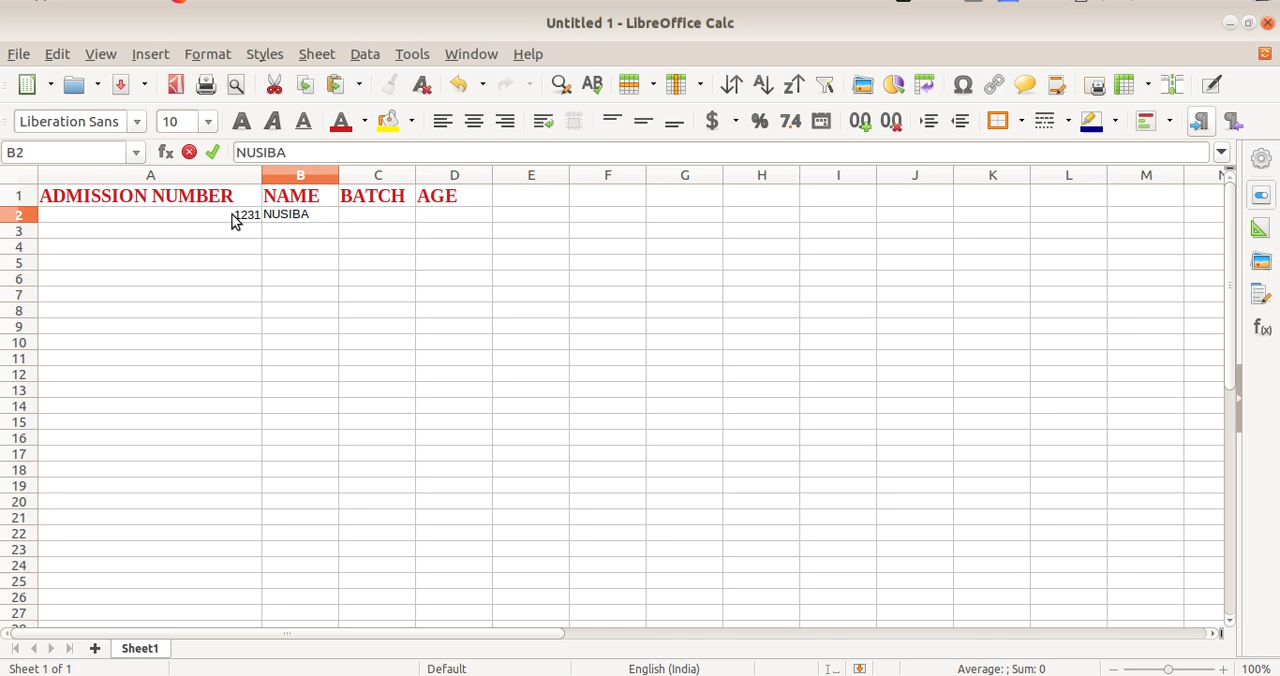 Untitled 1 - LibreOffice Calc
File Edit View Insert Format Styles Sheet Data Tools Window Help
Liberation Sans 10
B2 NUSIBA
A B C D E F G H I J K L M N
1 ADMISSION NUMBER NAME BATCH AGE
2 1231 NUSIBA
3
4
5
6
7
8
9
10
11
12
13
14
15
16
17
18
19
20
21
22
23
24
25
26
27
28
Sheet1
Sheet 1 of 1 Default English (India) Average: ; Sum: 0 100%